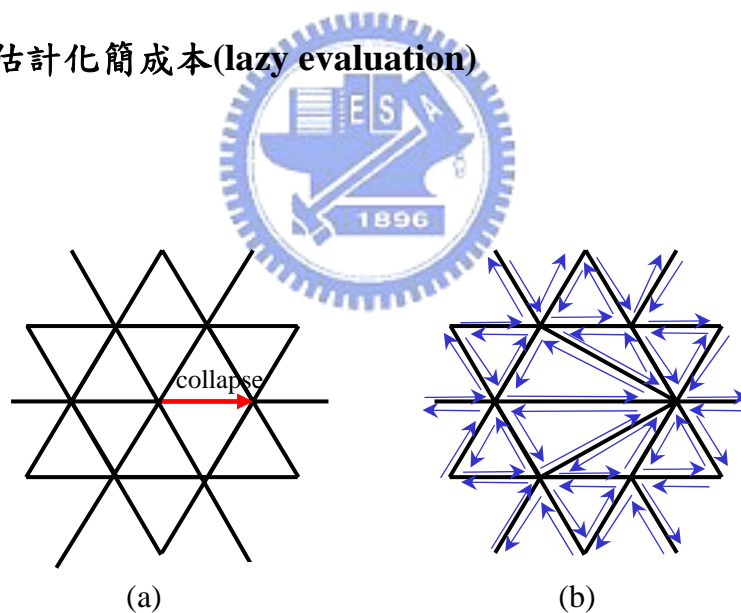 估計化簡成本(lazy evaluation)
E S A
1896
collapse
(a)
(b)